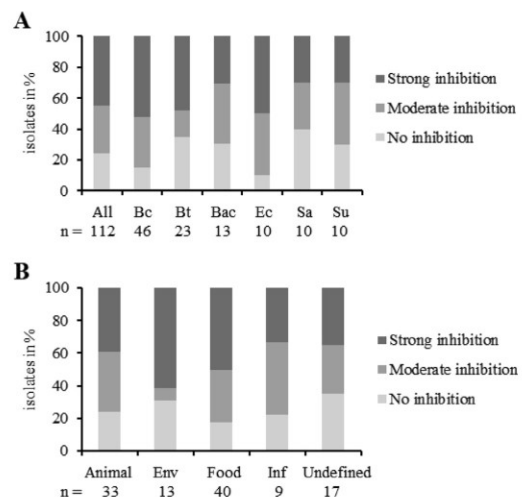 A
100
80
60
40
20
0
isolates in %
Strong inhibition
Moderate inhibition
No inhibition
All Bc Bt Bac Ec Sa Su
n = 112 46 23 13 10 10 10
B
100
80
60
40
20
0
isolates in %
Strong inhibition
Moderate inhibition
No inhibition
Animal Env Food Inf Undefined
n = 33 13 40 9 17